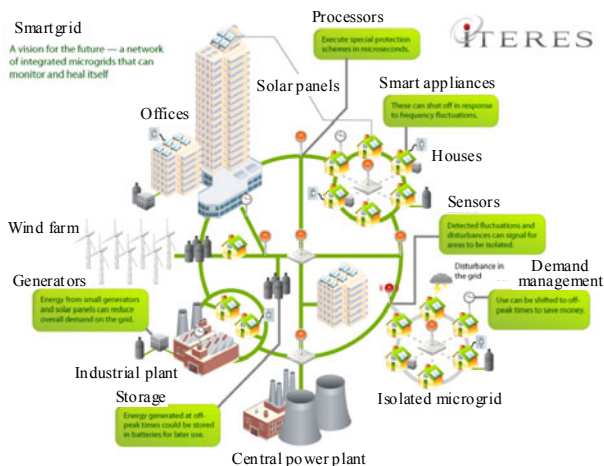 Smartgrid
A vision for the future — a network
of integrated microgrids that can
monitor and heal itself
Processors
Execute special protection
schemes in microseconds.
ITERES
Solar panels
Smart appliances
These can shut off in response
to frequency fluctuations.
Offices
Houses
Sensors
Detected fluctuations and
disturbances can signal for
areas to be isolated.
Wind farm
Disturbance in
the grid
Demand
management
Use can be shifted to off-
peak times to save money.
Generators
Energy from small generators
and solar panels can reduce
overall demand on the grid.
Industrial plant
Storage
Energy generated at off-
peak times could be stored
in batteries for later use.
Isolated microgrid
Central power plant